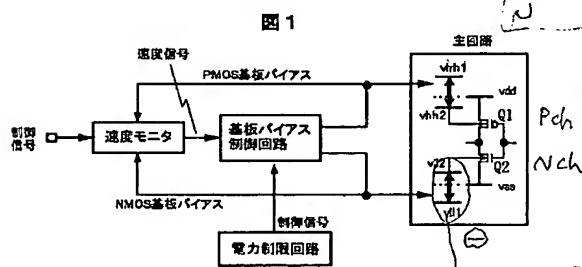 図1
N
主回路
速度信号
PMOS基板バイアス
vhh1
vdd
vhh2
Q1
Pch
制御
信号
速度モニタ
基板バイアス
制御回路
Q2
Nch
vll2
vss
NMOS基板バイアス
vll1
制御信号
電力制限回路